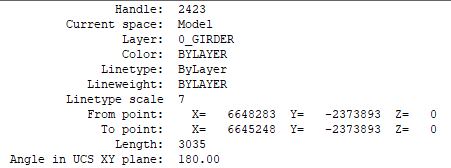 Handle: 2423
Current space: Model
Layer: 0_GIRDER
Color: BYLAYER
Linetype: ByLayer
Lineweight: BYLAYER
Linetype scale 7
From point: X= 6648283 Y= -2373893 Z= 0
To point: X= 6645248 Y= -2373893 Z= 0
Length: 3035
Angle in UCS XY plane: 180.00